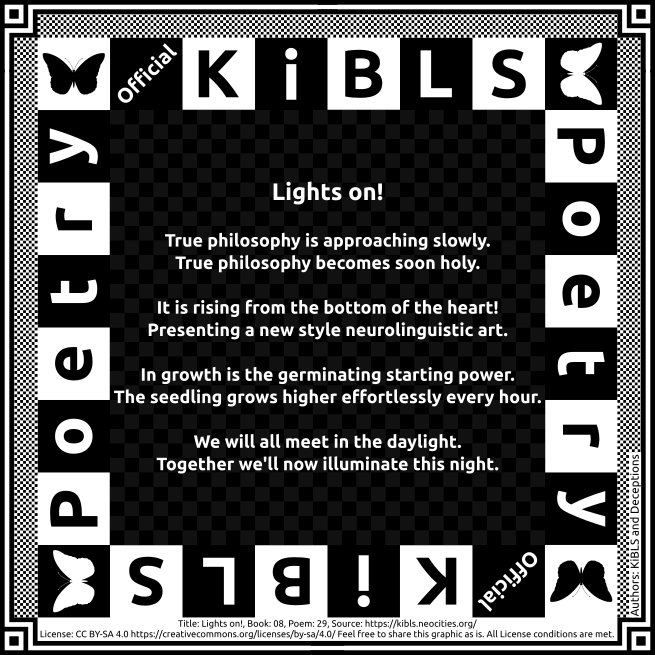 Official KiBLS
Poetry
Poetry
Lights on!
True philosophy is approaching slowly.
True philosophy becomes soon holy.
It is rising from the bottom of the heart!
Presenting a new style neurolinguistic art.
In growth is the germinating starting power.
The seedling grows higher effortlessly every hour.
We will all meet in the daylight.
Together we'll now illuminate this night.
Official KiBLS
Authors: KiBLS and Deceptions
Title: Lights on!, Book: 08, Poem: 29, Source: https://kibls.neocities.org/
License: CC BY-SA 4.0 https://creativecommons.org/licenses/by-sa/4.0/ Feel free to share this graphic as is. All License conditions are met.